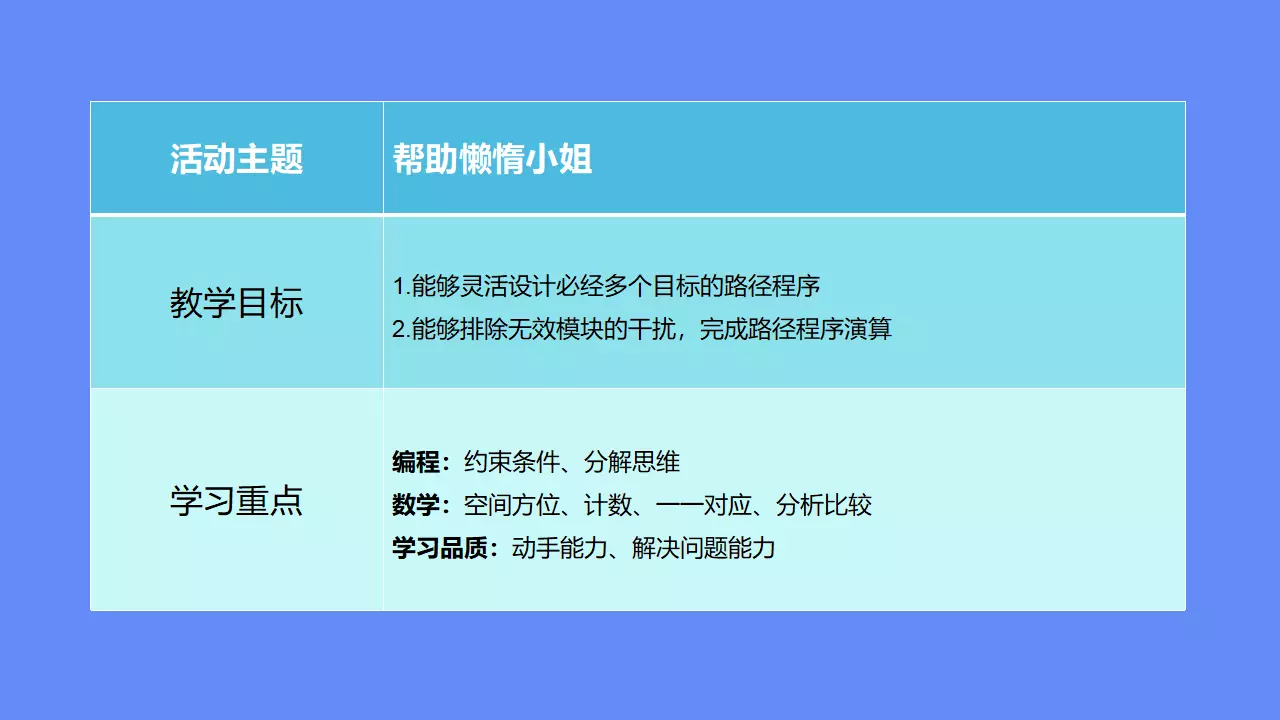 活动主题
帮助懒惰小姐
教学目标
1.能够灵活设计必经多个目标的路径程序
2.能够排除无效模块的干扰，完成路径程序演算
学习重点
编程：约束条件、分解思维
数学：空间方位、计数、一一对应、分析比较
学习品质：动手能力、解决问题能力